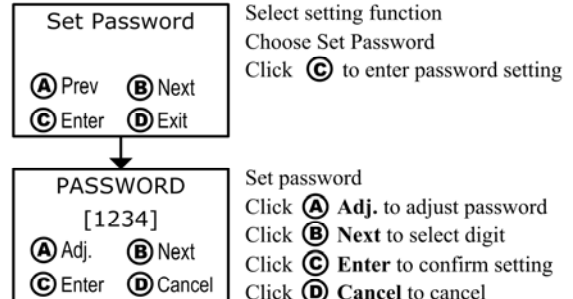 Set Password
Ⓐ Prev Ⓑ Next
Ⓒ Enter Ⓓ Exit
Select setting function
Choose Set Password
Click Ⓒ to enter password setting
PASSWORD
[1234]
Ⓐ Adj. Ⓑ Next
Ⓒ Enter Ⓓ Cancel
Set password
Click Ⓐ Adj. to adjust password
Click Ⓑ Next to select digit
Click Ⓒ Enter to confirm setting
Click Ⓓ Cancel to cancel